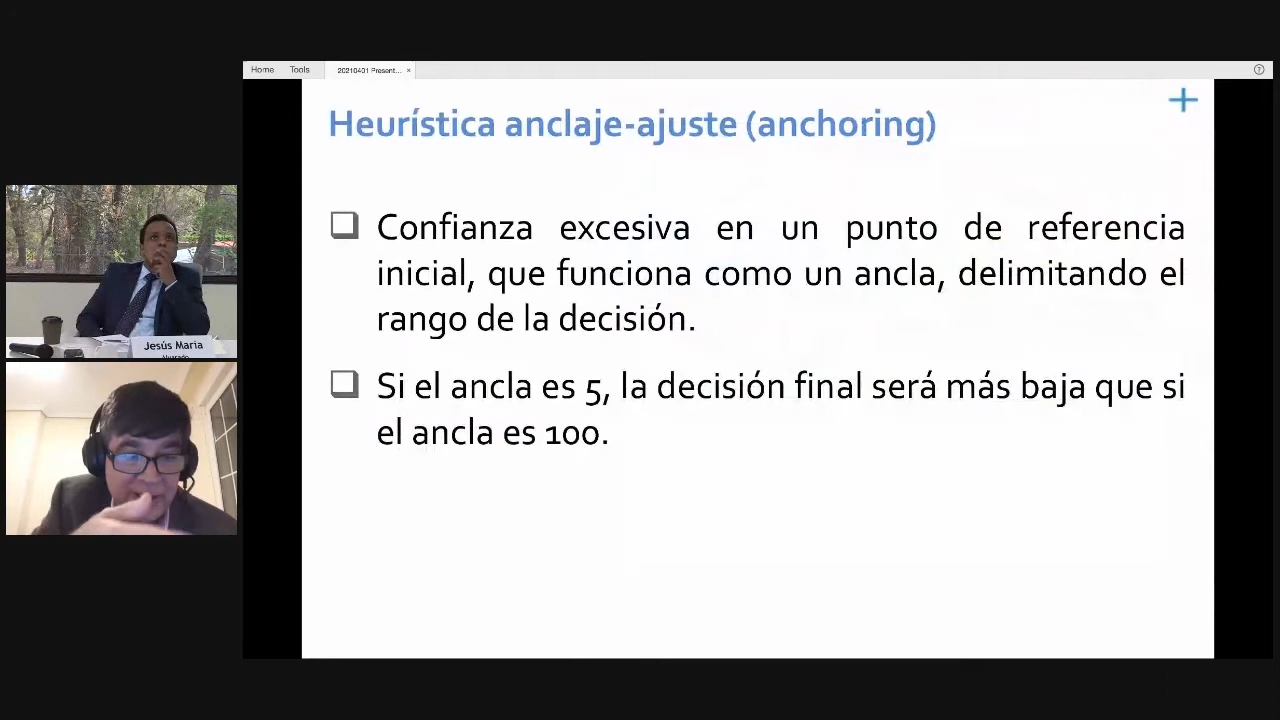 Home Tools 20210401 Present... ×
Heurística anclaje-ajuste (anchoring)
Confianza excesiva en un punto de referencia
inicial, que funciona como un ancla, delimitando el
rango de la decisión.
Si el ancla es 5, la decisión final será más baja que si
el ancla es 100.
Jesús María
Alvarado